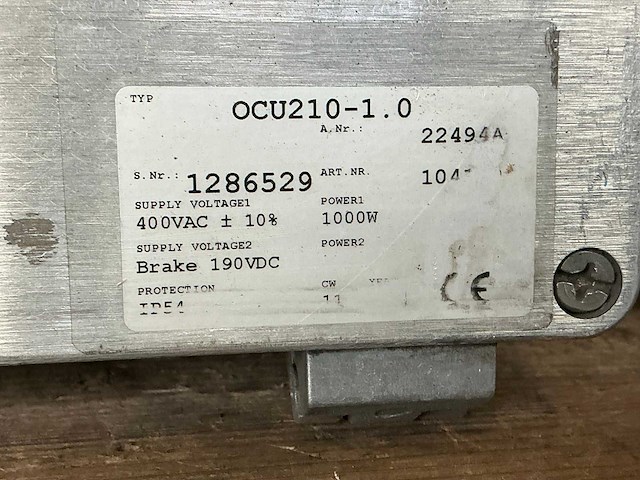 TYP
OCU210-1.0
A.Nr.:
22494A
S.Nr.: 1286529 ART.NR.
SUPPLY VOLTAGE1 POWER1
400VAC ± 10% 1000W
SUPPLY VOLTAGE2 POWER2
Brake 190VDC
PROTECTION CW
IP54
CE